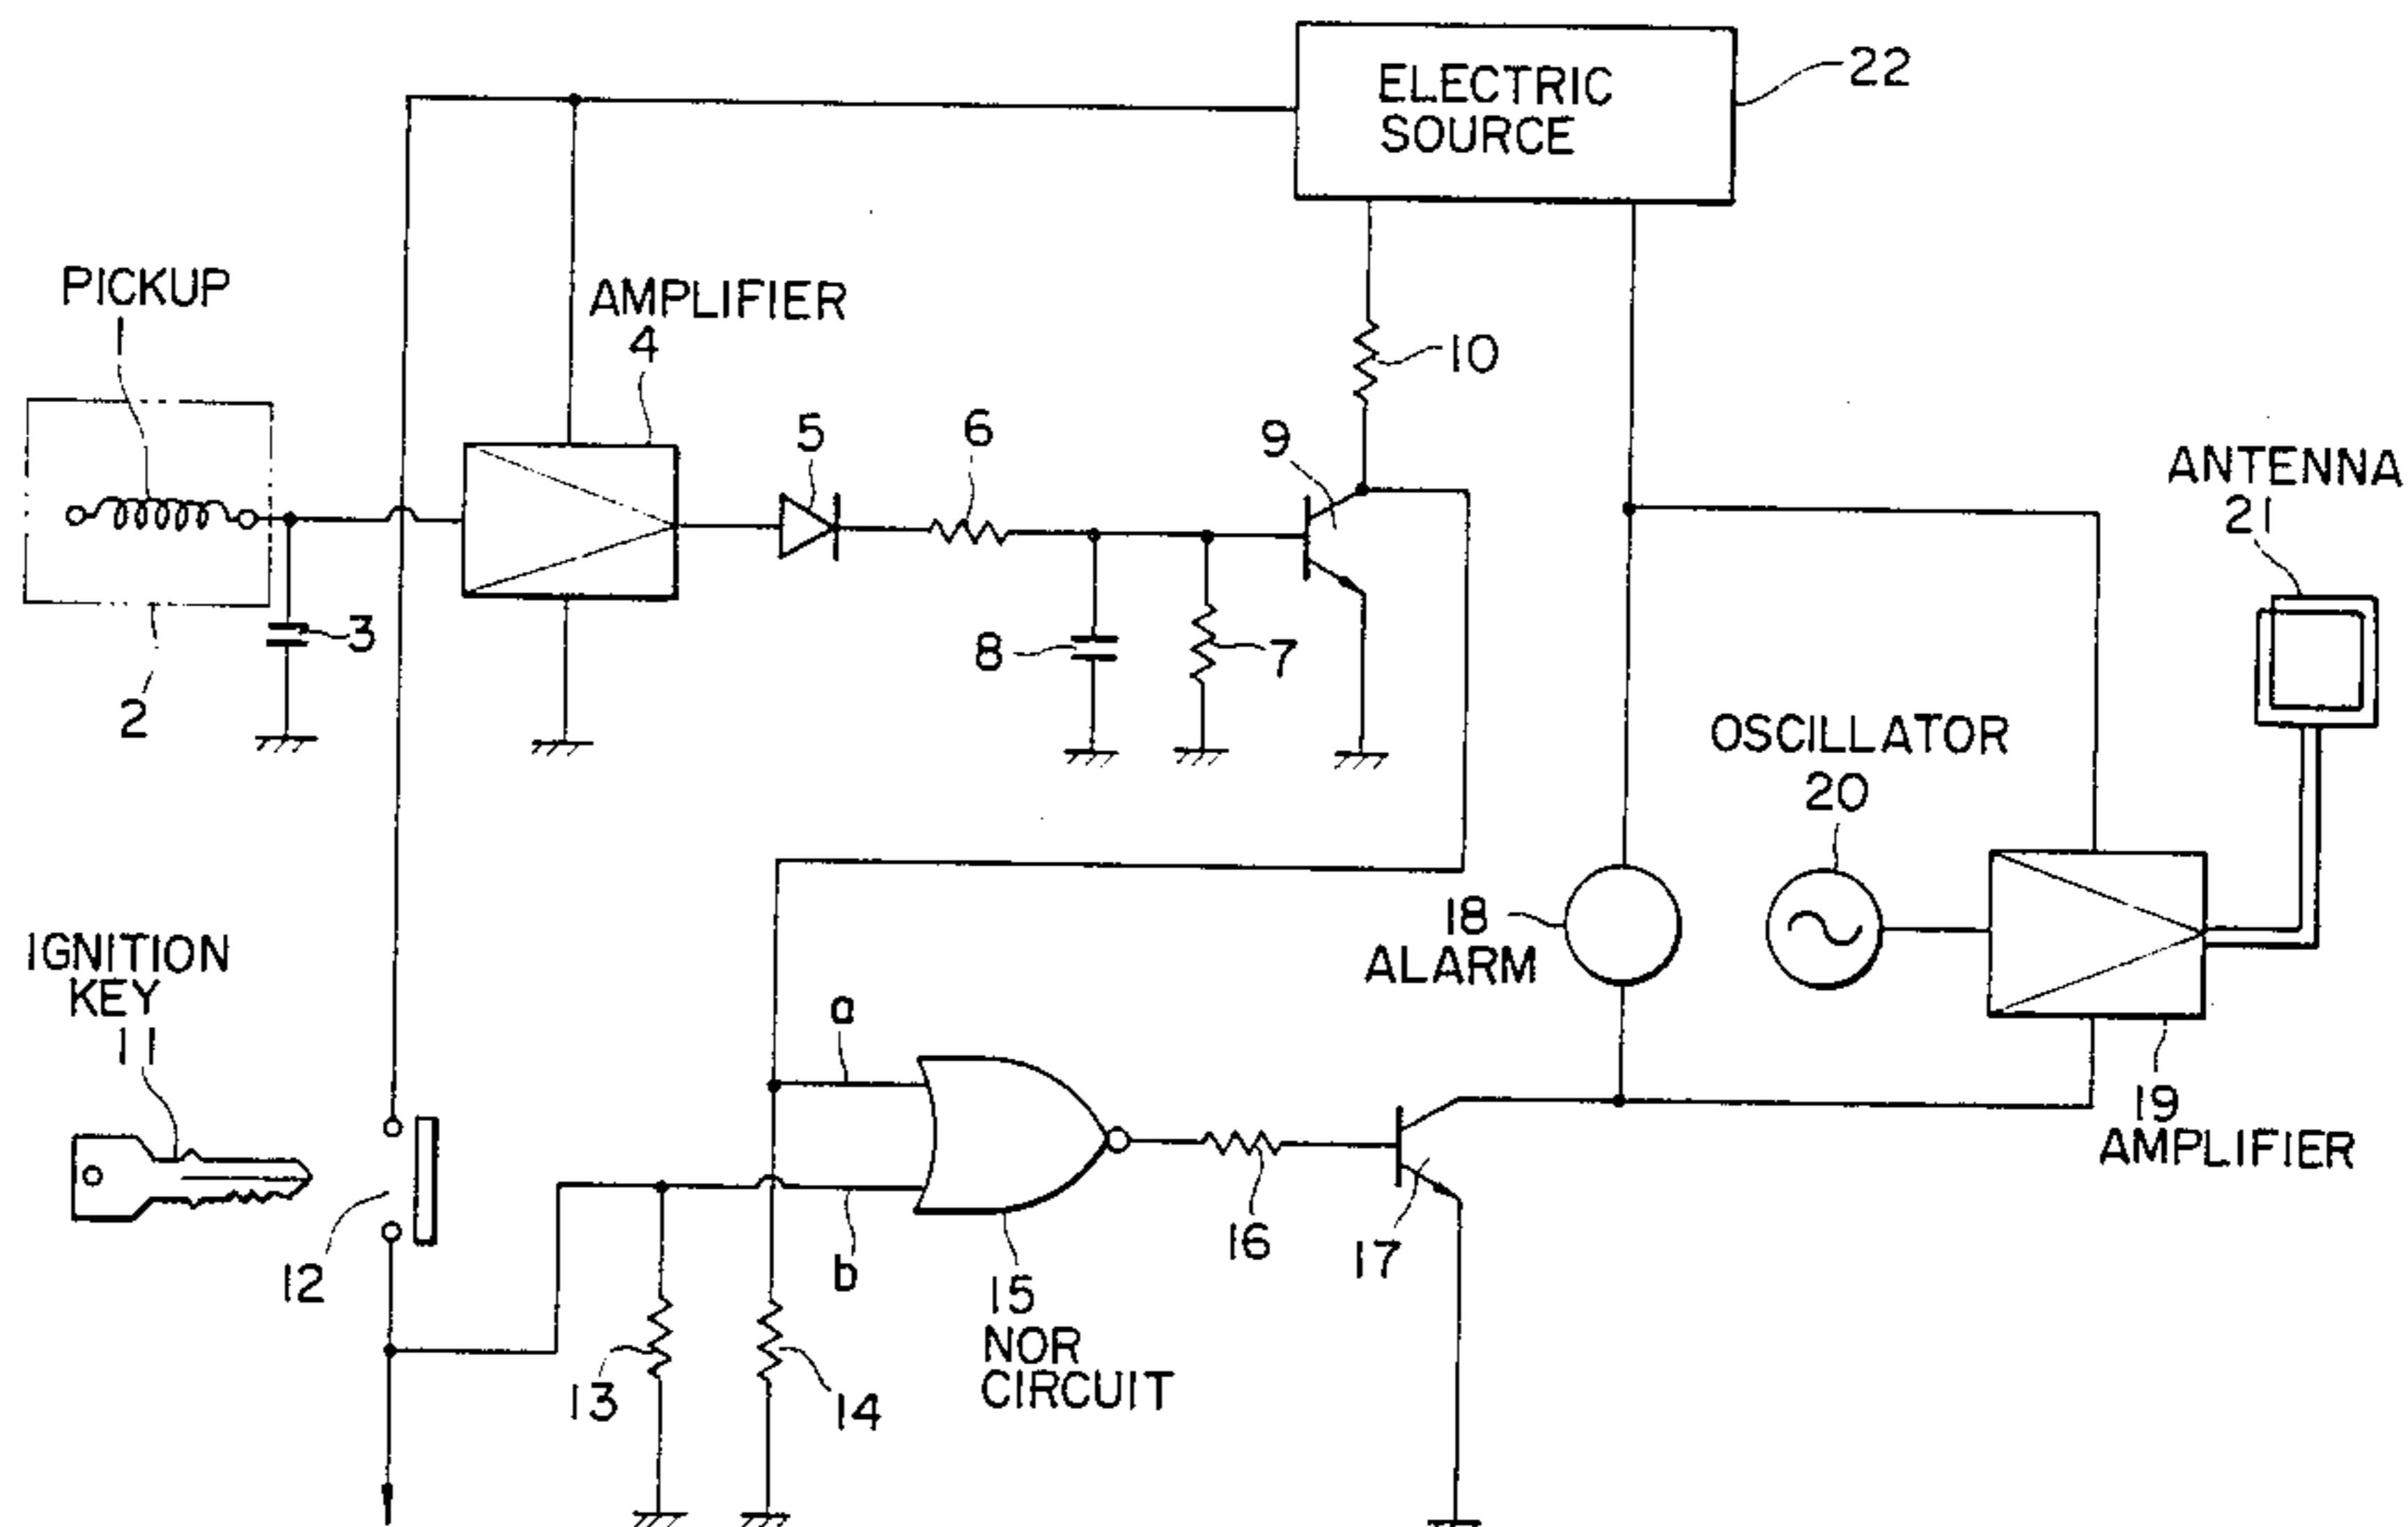 ELECTRIC
SOURCE
22
PICKUP
1
AMPLIFIER
4
10
5
6
9
ANTENNA
21
3
8
7
2
OSCILLATOR
20
18
ALARM
IGNITION
KEY
11
a
19
AMPLIFIER
12
b
15
NOR
CIRCUIT
16
17
13
14